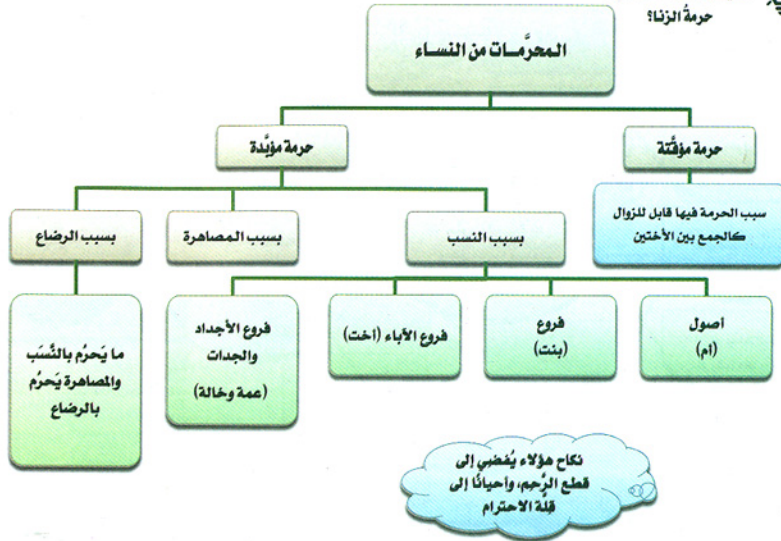 حرمةُ الزنا؟
المحرَّمات من النساء
حرمة مؤقَّتة
حرمة مؤبَّدة
سبب الحرمة فيها قابل للزوال
كالجمع بين الأختين
بسبب النسب
بسبب المصاهرة
بسبب الرضاع
أصول
(أم)
فروع
(بنت)
فروع الآباء (أخت)
فروع الأجداد
والجدات
(عمة وخالة)
ما يَحرُم بالنَّسَب
والمصاهرة يَحرُم
بالرضاع
نكاح هؤلاء يُفضي إلى
قطع الرَّحِم، وأحيانًا إلى
قِلَّة الاحترام